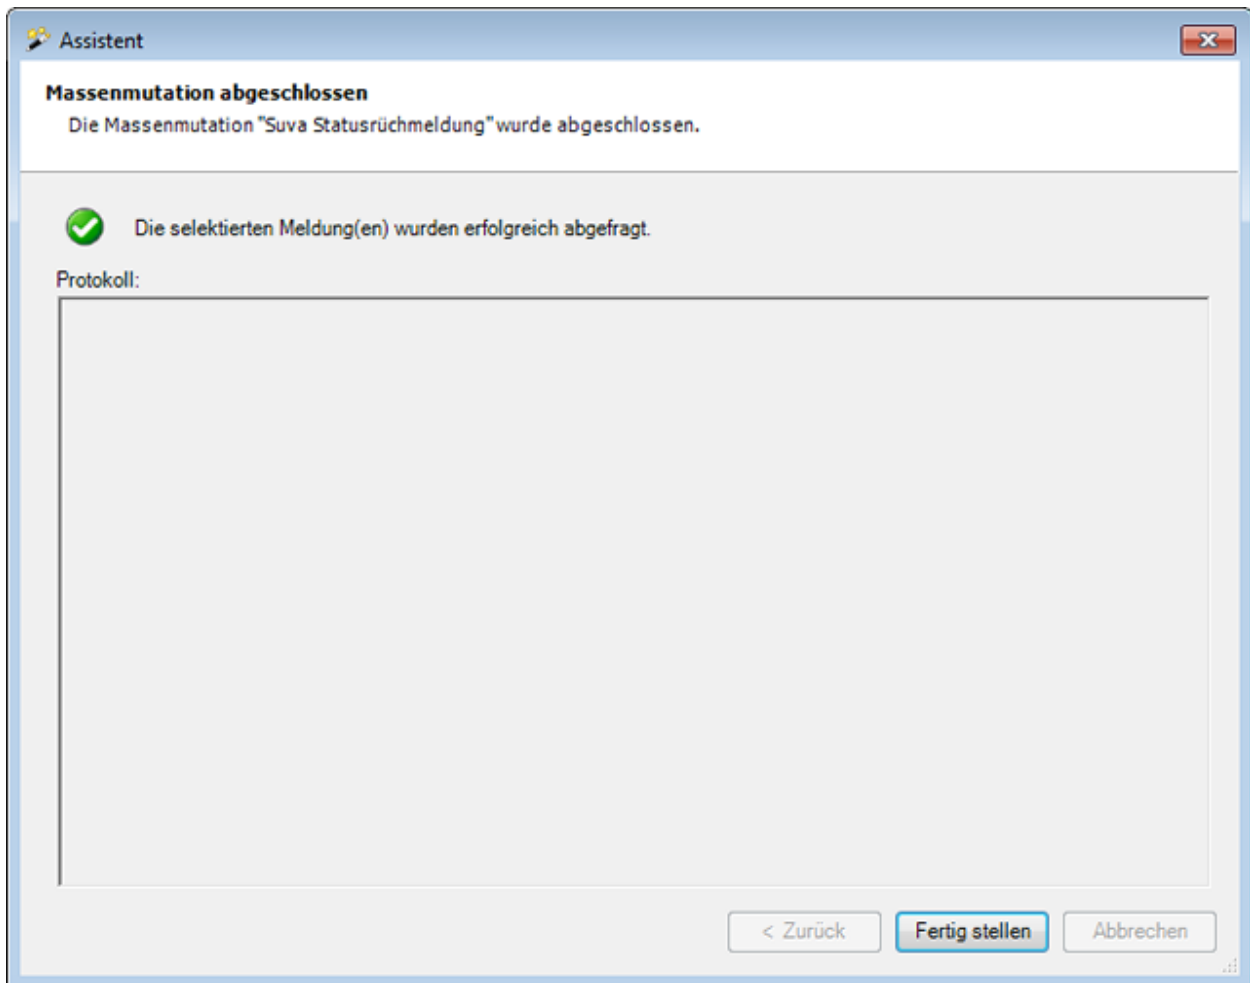 Assistent
Massenmutation abgeschlossen
Die Massenmutation "Suva Statusrüchmeldung" wurde abgeschlossen.
Die selektierten Meldung(en) wurden erfolgreich abgefragt.
Protokoll:
< Zurück Fertig stellen Abbrechen